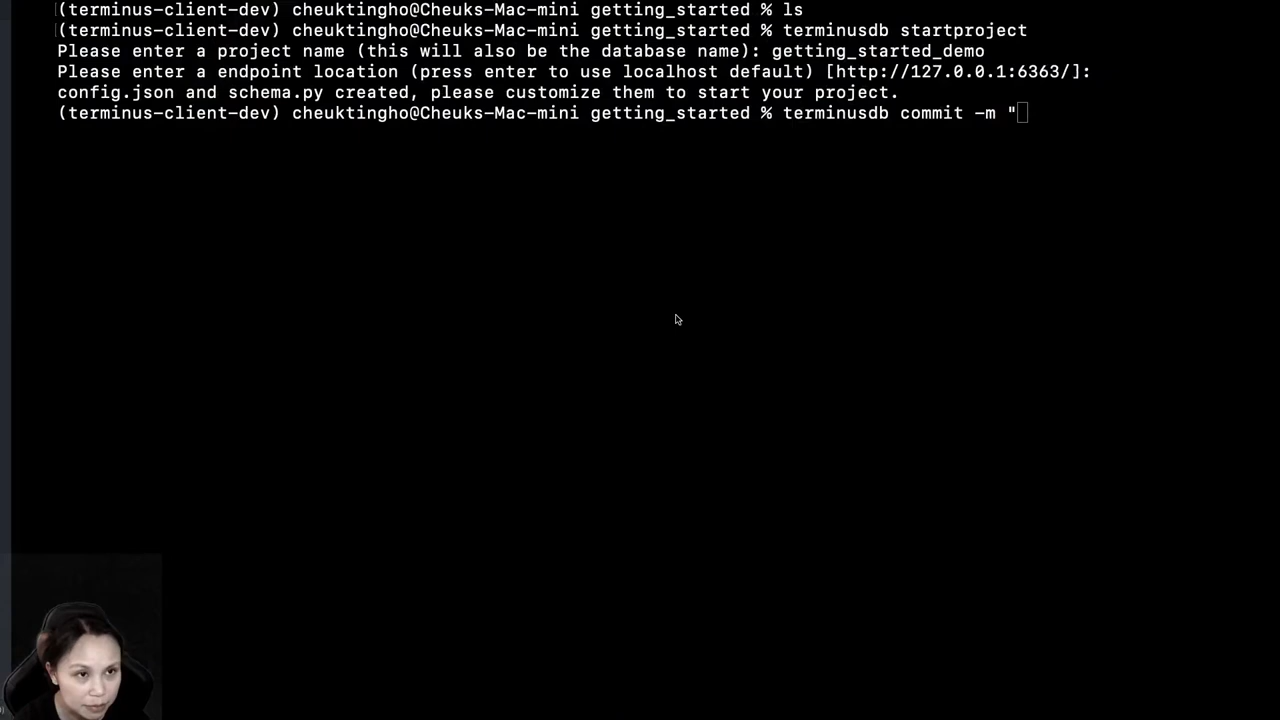 (terminus-client-dev) cheuktingho@Cheuks-Mac-mini getting_started % ls
(terminus-client-dev) cheuktingho@Cheuks-Mac-mini getting_started % terminusdb startproject
Please enter a project name (this will also be the database name): getting_started_demo
Please enter a endpoint location (press enter to use localhost default) [http://127.0.0.1:6363/]:
config.json and schema.py created, please customize them to start your project.
(terminus-client-dev) cheuktingho@Cheuks-Mac-mini getting_started % terminusdb commit -m "